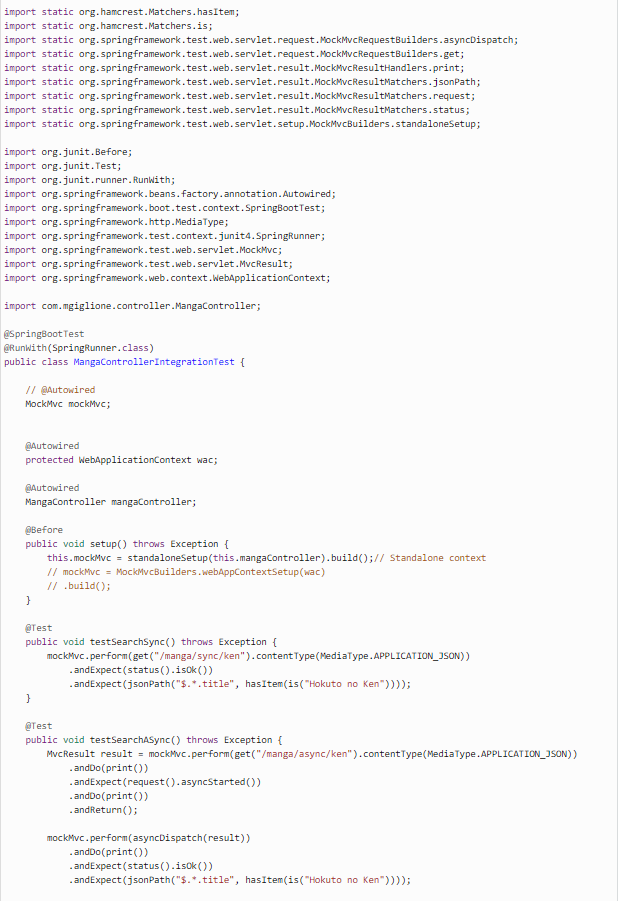 import static org.hamcrest.Matchers.hasItem;
import static org.hamcrest.Matchers.is;
import static org.springframework.test.web.servlet.request.MockMvcRequestBuilders.asyncDispatch;
import static org.springframework.test.web.servlet.request.MockMvcRequestBuilders.get;
import static org.springframework.test.web.servlet.result.MockMvcResultHandlers.print;
import static org.springframework.test.web.servlet.result.MockMvcResultMatchers.jsonPath;
import static org.springframework.test.web.servlet.result.MockMvcResultMatchers.request;
import static org.springframework.test.web.servlet.result.MockMvcResultMatchers.status;
import static org.springframework.test.web.servlet.setup.MockMvcBuilders.standaloneSetup;

import org.junit.Before;
import org.junit.Test;
import org.junit.runner.RunWith;
import org.springframework.beans.factory.annotation.Autowired;
import org.springframework.boot.test.context.SpringBootTest;
import org.springframework.http.MediaType;
import org.springframework.test.context.junit4.SpringRunner;
import org.springframework.test.web.servlet.MockMvc;
import org.springframework.test.web.servlet.MvcResult;
import org.springframework.web.context.WebApplicationContext;

import com.mgiglione.controller.MangaController;

@SpringBootTest
@RunWith(SpringRunner.class)
public class MangaControllerIntegrationTest {

    // @Autowired
    MockMvc mockMvc;


    @Autowired
    protected WebApplicationContext wac;

    @Autowired
    MangaController mangaController;

    @Before
    public void setup() throws Exception {
        this.mockMvc = standaloneSetup(this.mangaController).build();// Standalone context
        // mockMvc = MockMvcBuilders.webAppContextSetup(wac)
        // .build();
    }

    @Test
    public void testSearchSync() throws Exception {
        mockMvc.perform(get("/manga/sync/ken").contentType(MediaType.APPLICATION_JSON))
            .andExpect(status().isOk())
            .andExpect(jsonPath("$.*.title", hasItem(is("Hokuto no Ken"))));
    }

    @Test
    public void testSearchASync() throws Exception {
        MvcResult result = mockMvc.perform(get("/manga/async/ken").contentType(MediaType.APPLICATION_JSON))
            .andDo(print())
            .andExpect(request().asyncStarted())
            .andDo(print())
            .andReturn();

        mockMvc.perform(asyncDispatch(result))
            .andDo(print())
            .andExpect(status().isOk())
            .andExpect(jsonPath("$.*.title", hasItem(is("Hokuto no Ken"))));